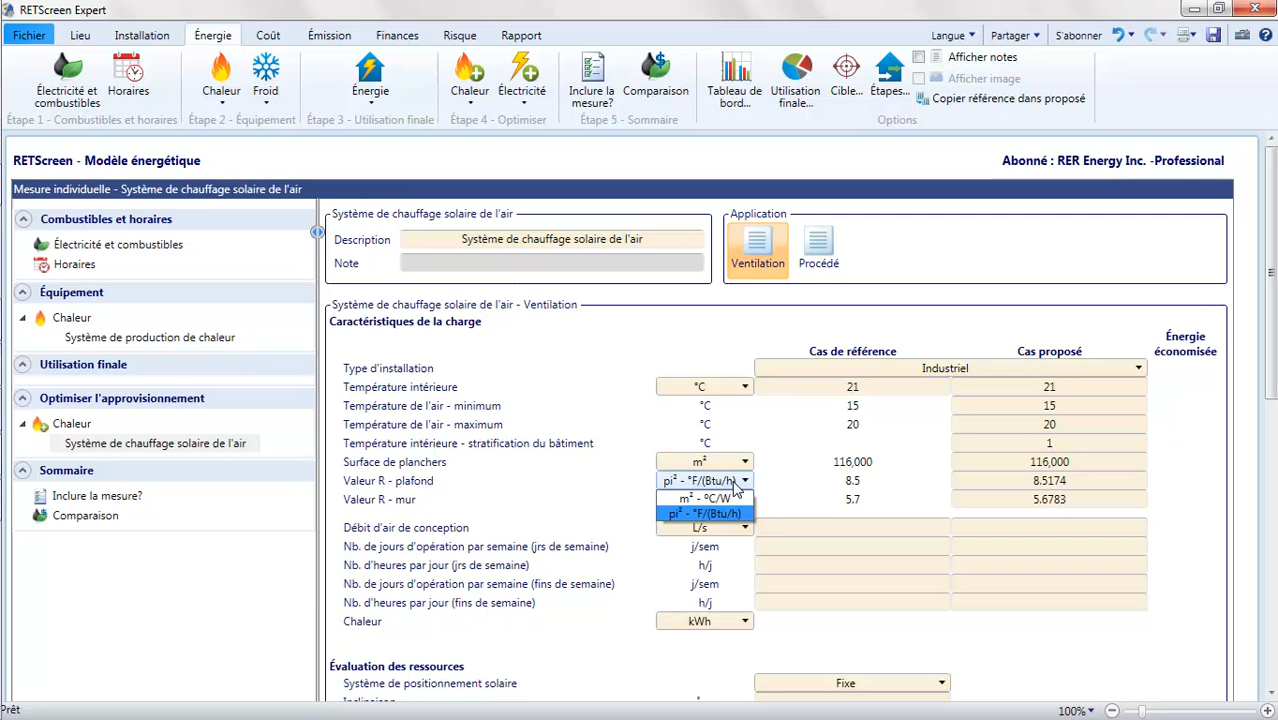 RETScreen Expert
Fichier Lieu Installation Énergie Coût Émission Finances Risque Rapport Langue Partager S'abonner
Électricité et combustibles Horaires Chaleur Froid Énergie Chaleur Électricité Inclure la mesure? Comparaison Tableau de bord... Utilisation finale... Cible... Étapes... Afficher notes
Afficher image
Copier référence dans proposé
Étape 1 - Combustibles et horaires Étape 2 - Équipement Étape 3 - Utilisation finale Étape 4 - Optimiser Étape 5 - Sommaire Options
RETScreen - Modèle énergétique Abonné : RER Energy Inc. -Professional
Mesure individuelle - Système de chauffage solaire de l'air
Combustibles et horaires
Électricité et combustibles
Horaires
Équipement
Chaleur
Système de production de chaleur
Utilisation finale
Optimiser l'approvisionnement
Chaleur
Système de chauffage solaire de l'air
Sommaire
Inclure la mesure?
Comparaison
Système de chauffage solaire de l'air
Description Système de chauffage solaire de l'air
Note
Application
Ventilation Procédé
Système de chauffage solaire de l'air - Ventilation
Caractéristiques de la charge
Cas de référence Cas proposé Énergie économisée
Type d'installation Industriel
Température intérieure °C 21 21
Température de l'air - minimum °C 15 15
Température de l'air - maximum °C 20 20
Température intérieure - stratification du bâtiment °C 1
Surface de planchers m² 116,000 116,000
Valeur R - plafond pi² - °F/(Btu/h) 8.5 8.5174
Valeur R - mur m² - °C/W 5.7 5.6783
pi² - °F/(Btu/h)
Débit d'air de conception L/s
Nb. de jours d'opération par semaine (jrs de semaine) j/sem
Nb. d'heures par jour (jrs de semaine) h/j
Nb. de jours d'opération par semaine (fins de semaine) j/sem
Nb. d'heures par jour (fins de semaine) h/j
Chaleur kWh
Évaluation des ressources
Système de positionnement solaire Fixe
Inclinaison °
Prêt 100%